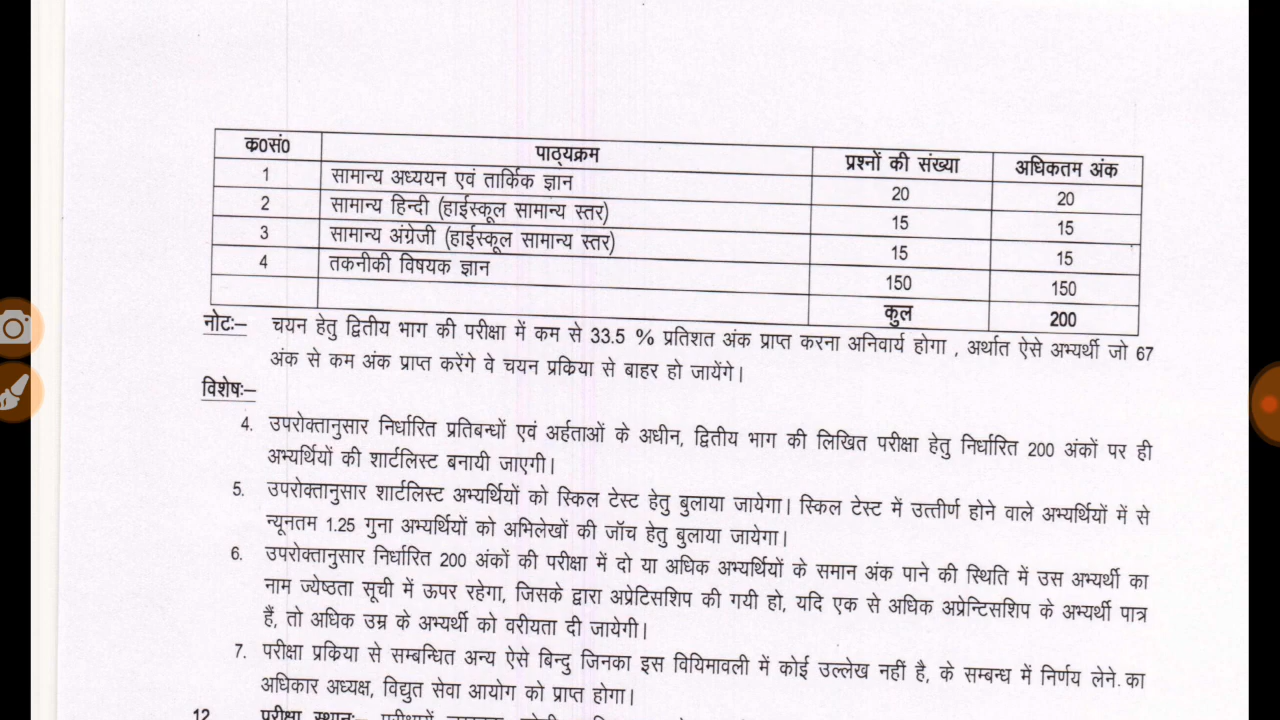 क0सं0 पाठ्यक्रम प्रश्नों की संख्या अधिकतम अंक
1 सामान्य अध्ययन एवं तार्किक ज्ञान 20 20
2 सामान्य हिन्दी (हाईस्कूल सामान्य स्तर) 15 15
3 सामान्य अंग्रेजी (हाईस्कूल सामान्य स्तर) 15 15
4 तकनीकी विषयक ज्ञान 150 150
कुल 200
नोटः– चयन हेतु द्वितीय भाग की परीक्षा में कम से 33.5 % प्रतिशत अंक प्राप्त करना अनिवार्य होगा , अर्थात ऐसे अभ्यर्थी जो 67
अंक से कम अंक प्राप्त करेंगे वे चयन प्रकिया से बाहर हो जायेंगे।
विशेषः–
4. उपरोक्तानुसार निर्धारित प्रतिबन्धों एवं अर्हताओं के अधीन, द्वितीय भाग की लिखित परीक्षा हेतु निर्धारित 200 अंकों पर ही
अभ्यर्थियों की शार्टलिस्ट बनायी जाएगी।
5. उपरोक्तानुसार शार्टलिस्ट अभ्यर्थियों को स्किल टेस्ट हेतु बुलाया जायेगा। स्किल टेस्ट में उत्तीर्ण होने वाले अभ्यर्थियों में से
न्यूनतम 1.25 गुना अभ्यर्थियों को अभिलेखों की जॉच हेतु बुलाया जायेगा।
6. उपरोक्तानुसार निर्धारित 200 अंकों की परीक्षा में दो या अधिक अभ्यर्थियों के समान अंक पाने की स्थिति में उस अभ्यर्थी का
नाम ज्येष्ठता सूची में ऊपर रहेगा, जिसके द्वारा अप्रेटिसशिप की गयी हो, यदि एक से अधिक अप्रेन्टिसशिप के अभ्यर्थी पात्र
हैं, तो अधिक उम्र के अभ्यर्थी को वरीयता दी जायेगी।
7. परीक्षा प्रकिया से सम्बन्धित अन्य ऐसे बिन्दु जिनका इस वियिमावली में कोई उल्लेख नहीं है, के सम्बन्ध में निर्णय लेने का
अधिकार अध्यक्ष, विद्युत सेवा आयोग को प्राप्त होगा।
12 परीक्षा स्थानः–